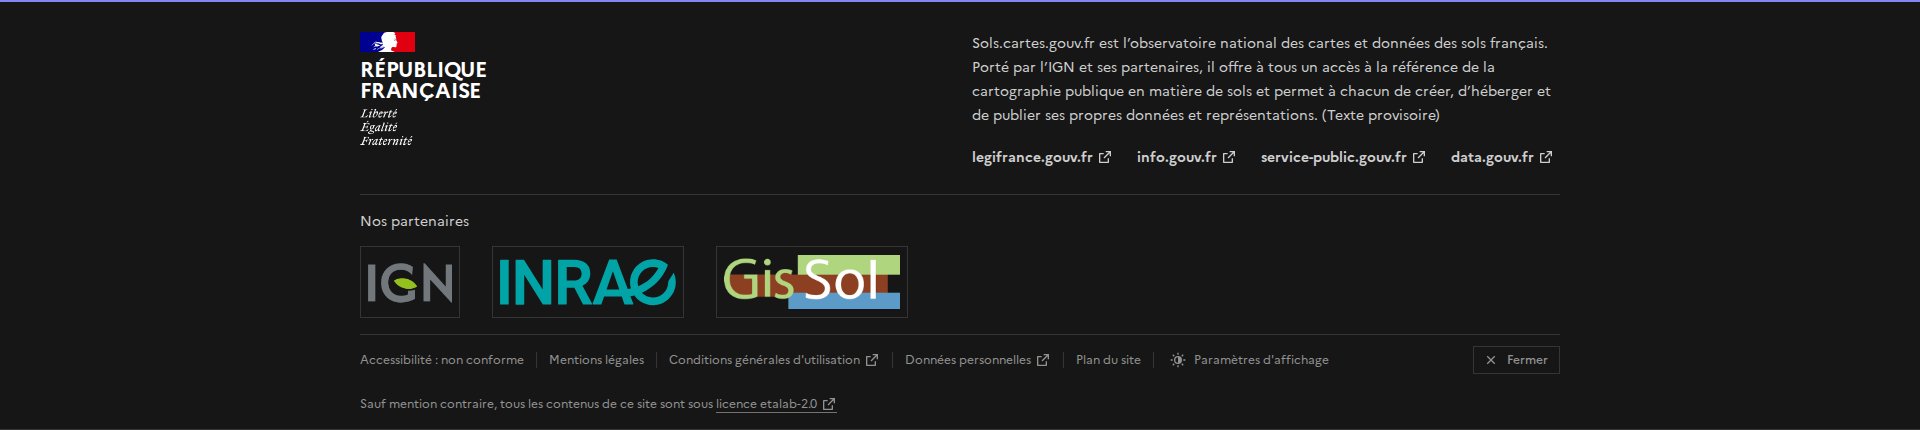 RÉPUBLIQUE
FRANÇAISE
Liberté
Égalité
Fraternité
Sols.cartes.gouv.fr est l’observatoire national des cartes et données des sols français.
Porté par l’IGN et ses partenaires, il offre à tous un accès à la référence de la
cartographie publique en matière de sols et permet à chacun de créer, d’héberger et
de publier ses propres données et représentations. (Texte provisoire)
legifrance.gouv.fr info.gouv.fr service-public.gouv.fr data.gouv.fr
Nos partenaires
IGN INRAE Gis Sol
Accessibilité : non conforme Mentions légales Conditions générales d'utilisation Données personnelles Plan du site Paramètres d'affichage Fermer
Sauf mention contraire, tous les contenus de ce site sont sous licence etalab-2.0